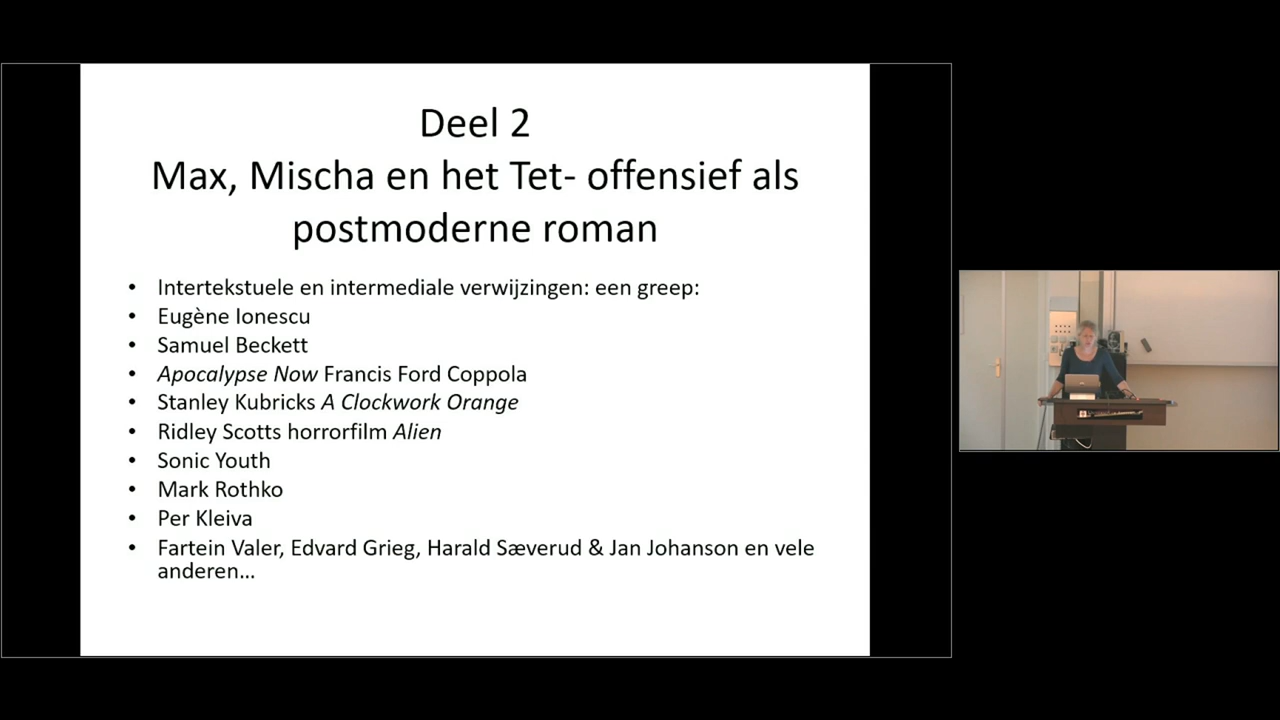 Deel 2
Max, Mischa en het Tet- offensief als
postmoderne roman
• Intertekstuele en intermediale verwijzingen: een greep:
• Eugène Ionescu
• Samuel Beckett
• Apocalypse Now Francis Ford Coppola
• Stanley Kubricks A Clockwork Orange
• Ridley Scotts horrorfilm Alien
• Sonic Youth
• Mark Rothko
• Per Kleiva
• Fartein Valer, Edvard Grieg, Harald Sæverud & Jan Johanson en vele
anderen...